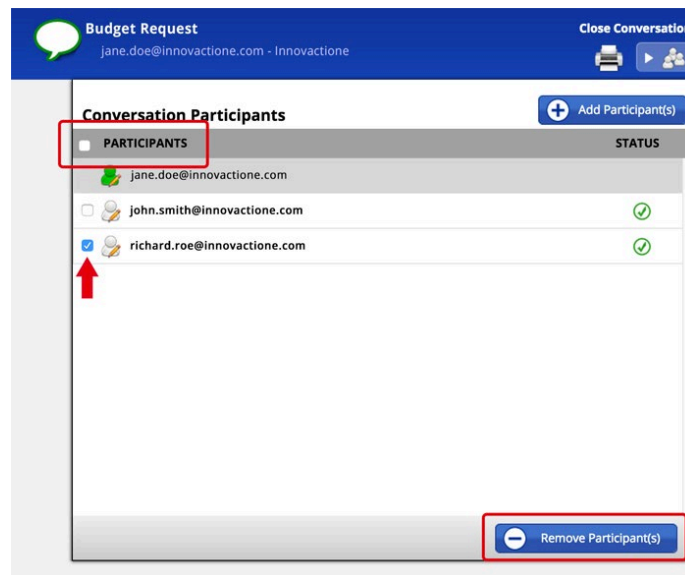 Budget Request
jane.doe@innovactione.com - Innovactione
Close Conversatio
Conversation Participants
Add Participant(s)
PARTICIPANTS STATUS
jane.doe@innovactione.com
john.smith@innovactione.com
richard.roe@innovactione.com
Remove Participant(s)